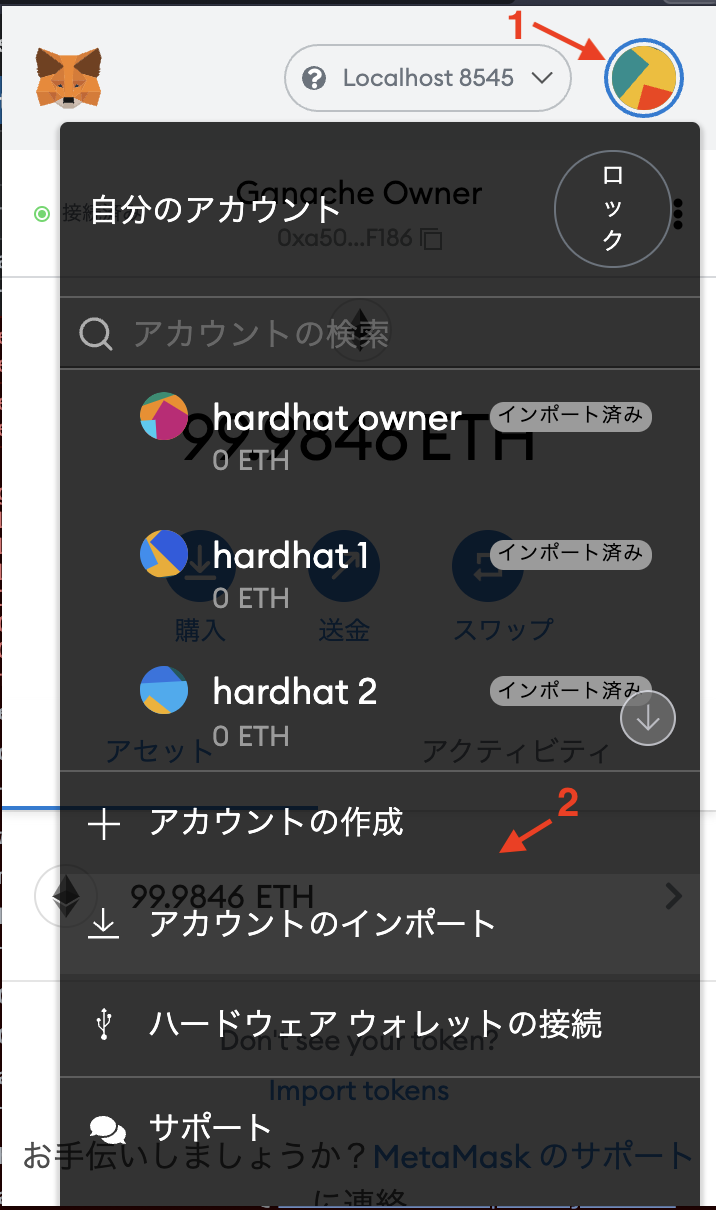 1
Localhost 8545
Ganache Owner
接続
自分のアカウント
ロック
0xa50...F186
アカウントの検索
hardhat owner
インポート済み
99.9846 ETH
0 ETH
hardhat 1
インポート済み
0 ETH
購入
送金
スワップ
hardhat 2
インポート済み
0 ETH
アセット
アクティビティ
アカウントの作成
2
99.9846 ETH
アカウントのインポート
ハードウェア ウォレットの接続
Don't see your token?
Import tokens
サポート
お手伝いしましょうか？MetaMask のサポート
に連絡